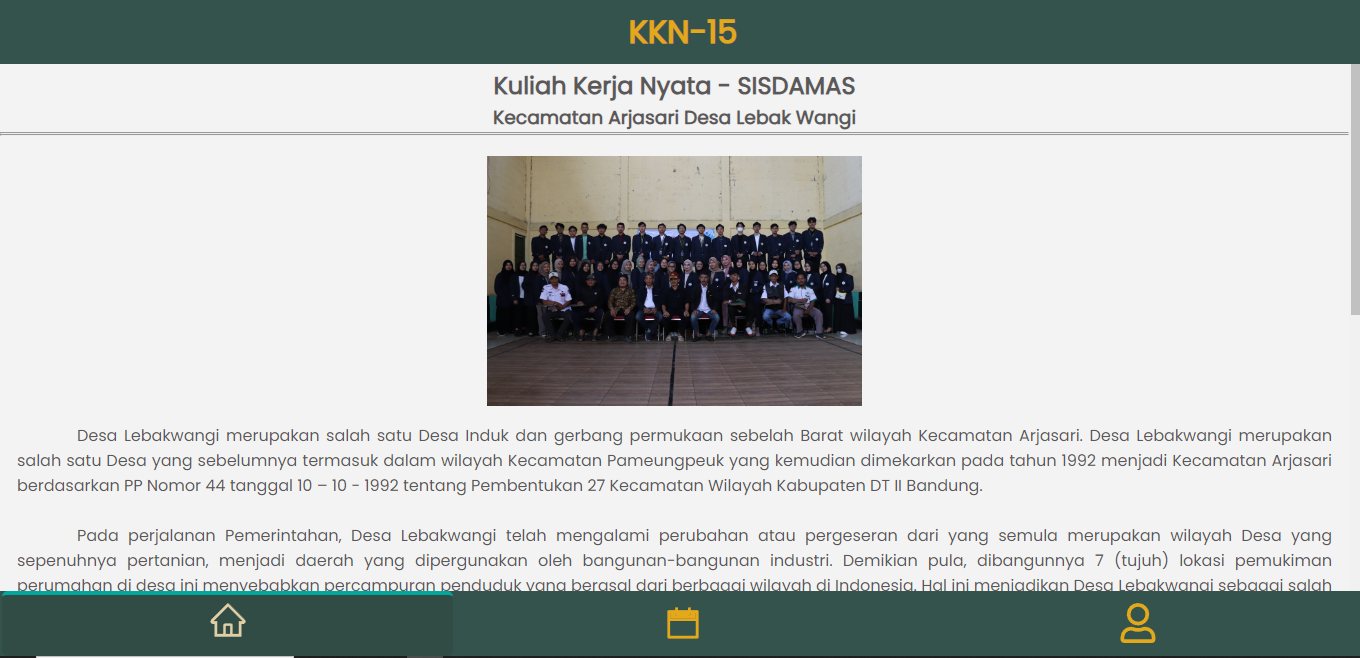 KKN-15
Kuliah Kerja Nyata - SISDAMAS
Kecamatan Arjasari Desa Lebak Wangi
Desa Lebakwangi merupakan salah satu Desa Induk dan gerbang permukaan sebelah Barat wilayah Kecamatan Arjasari. Desa Lebakwangi merupakan
salah satu Desa yang sebelumnya termasuk dalam wilayah Kecamatan Pameungpeuk yang kemudian dimekarkan pada tahun 1992 menjadi Kecamatan Arjasari
berdasarkan PP Nomor 44 tanggal 10 – 10 - 1992 tentang Pembentukan 27 Kecamatan Wilayah Kabupaten DT II Bandung.
Pada perjalanan Pemerintahan, Desa Lebakwangi telah mengalami perubahan atau pergeseran dari yang semula merupakan wilayah Desa yang
sepenuhnya pertanian, menjadi daerah yang dipergunakan oleh bangunan-bangunan industri. Demikian pula, dibangunnya 7 (tujuh) lokasi pemukiman
perumahan di desa ini menyebabkan percampuran penduduk yang berasal dari berbagai wilayah di Indonesia. Hal ini menjadikan Desa Lebakwangi sebagai salah